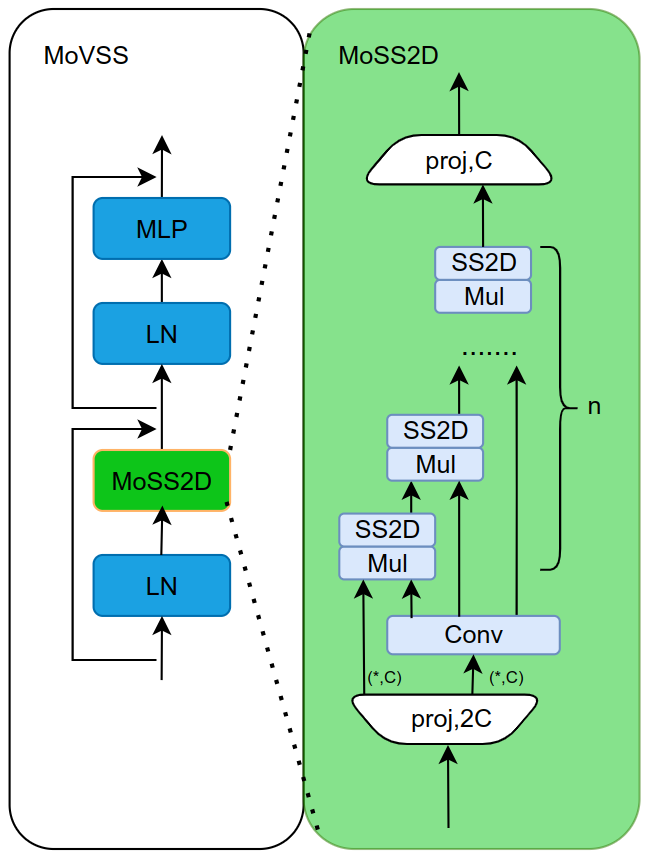 MoVSS
MLP
LN
MoSS2D
LN
MoSS2D
proj,C
SS2D
Mul
.......
n
SS2D
Mul
SS2D
Mul
Conv
(*,C)
(*,C)
proj,2C